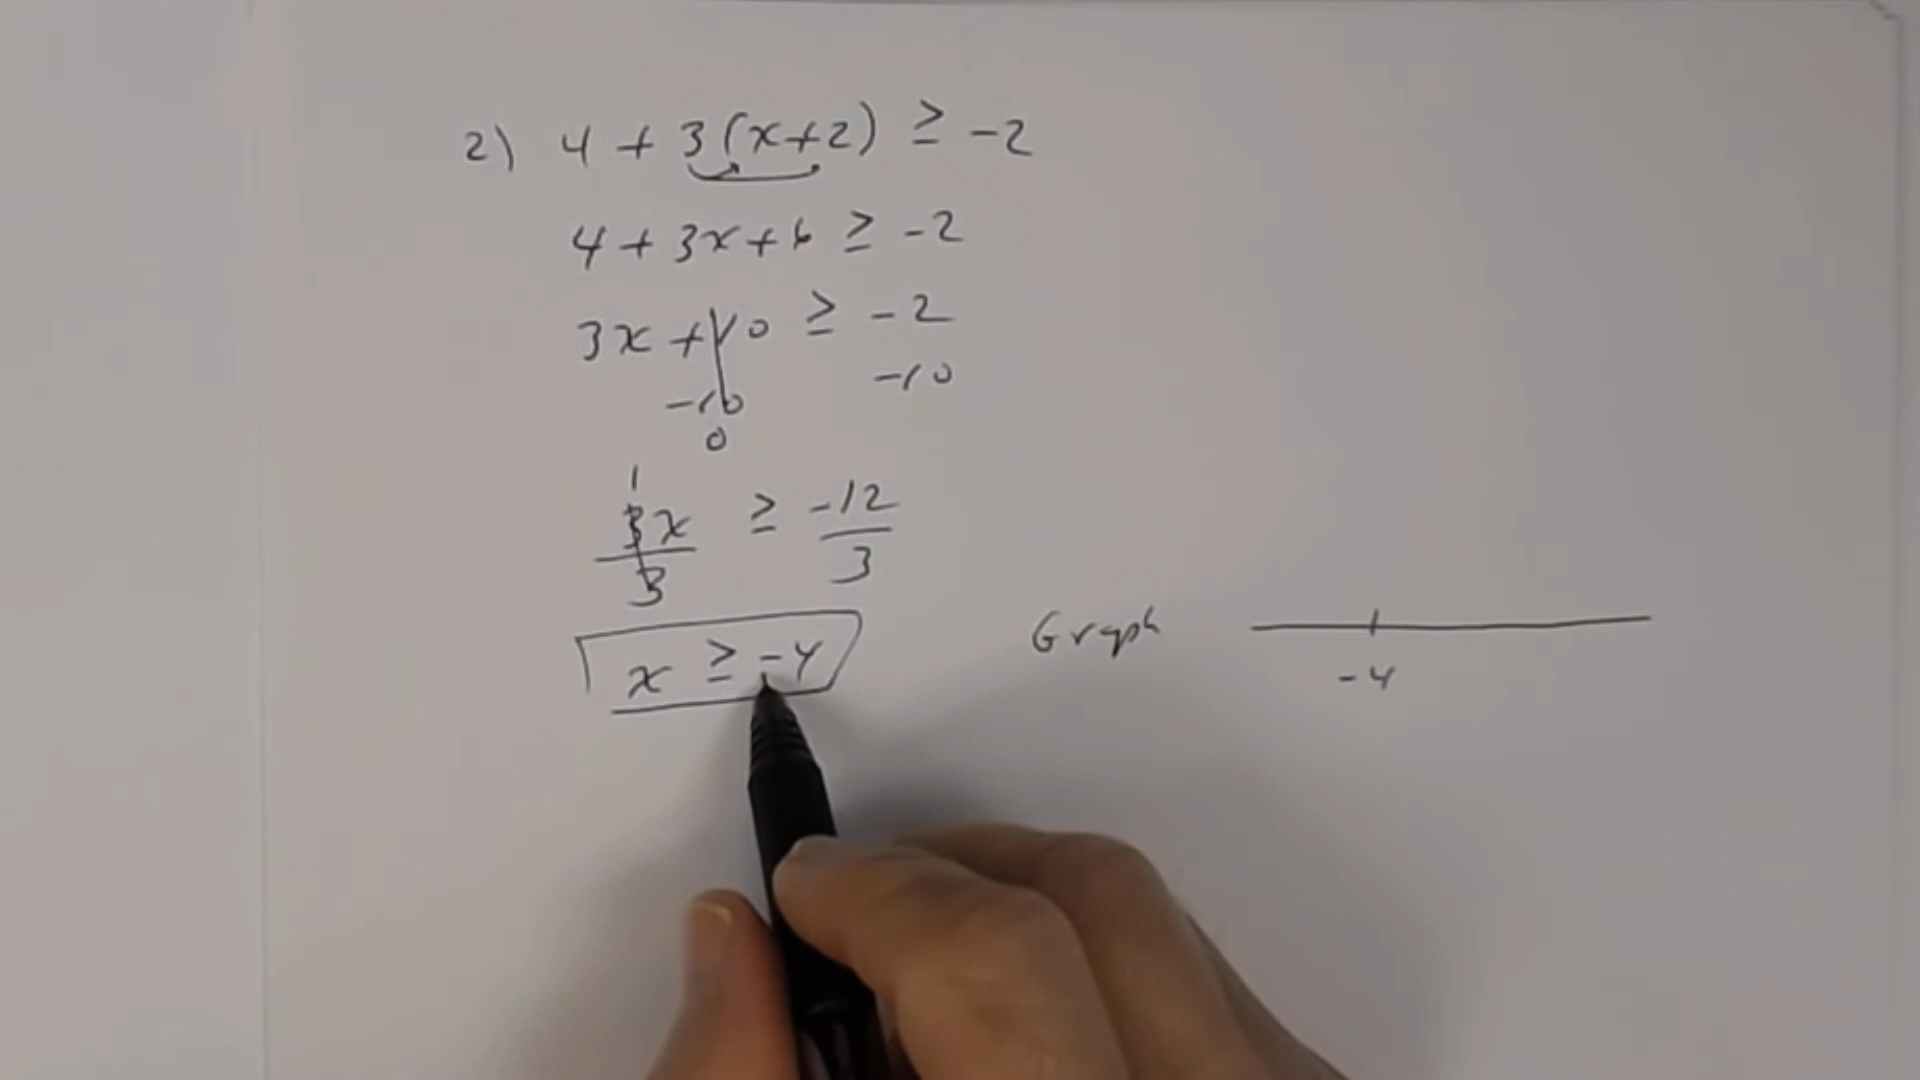 2) 4 + 3(x+2) ≥ -2
4 + 3x + 6 ≥ -2
3x + 10 ≥ -2
-10 -10
0
1
3x ≥ -12
3 3
x ≥ -4
Graph
-4